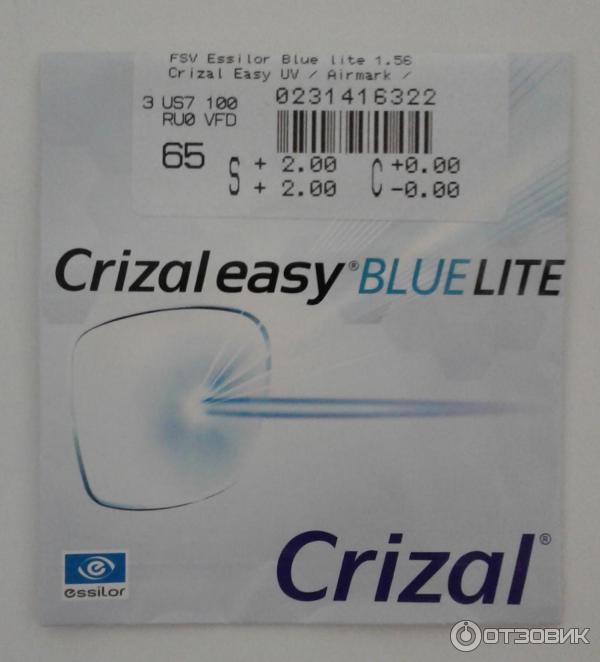 FSV Essilor Blue lite 1.56
Crizal Easy UV / Airmark /
3 US7 100 0231416322
RU0 VFD
65 S + 2.00 C +0.00
+ 2.00 -0.00
Crizal easy® BLUE LITE
essilor
Crizal®
ОТЗОВИК